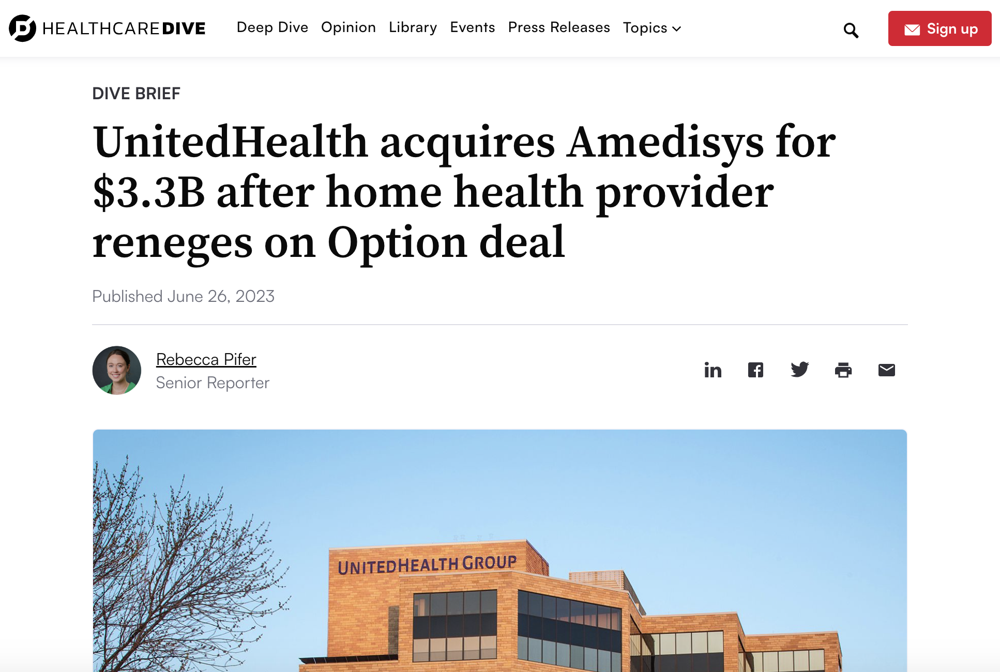 HEALTHCAREDIVE Deep Dive Opinion Library Events Press Releases Topics Sign up
DIVE BRIEF
UnitedHealth acquires Amedisys for
$3.3B after home health provider
reneges on Option deal
Published June 26, 2023
Rebecca Pifer
Senior Reporter
UNITEDHEALTH GROUP